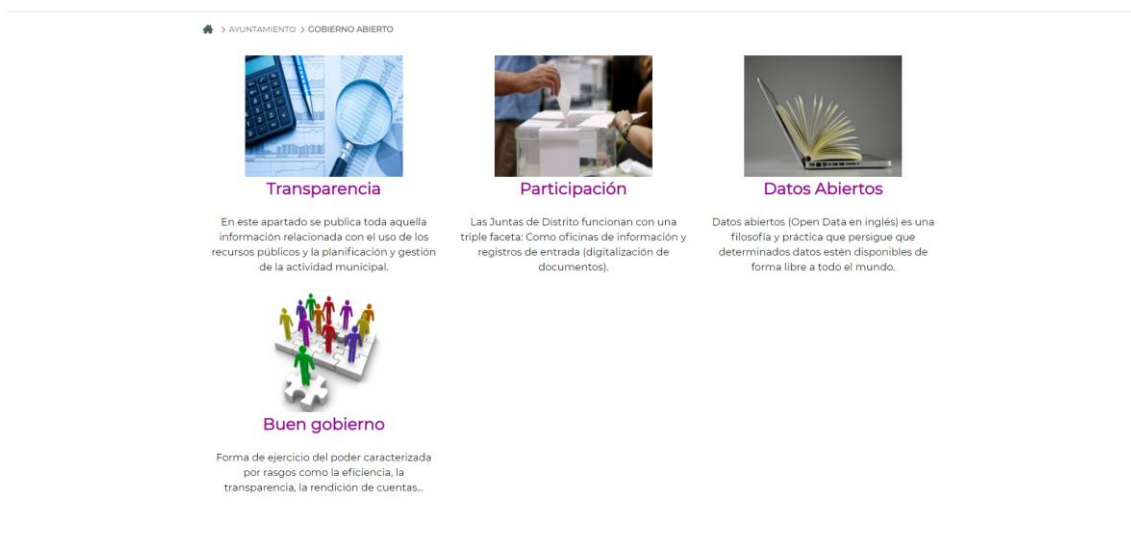 > AYUNTAMIENTO > GOBIERNO ABIERTO
Transparencia
En este apartado se publica toda aquella
información relacionada con el uso de los
recursos públicos y la planificación y gestión
de la actividad municipal.
Participación
Las Juntas de Distrito funcionan con una
triple faceta: Como oficinas de información y
registros de entrada (digitalización de
documentos).
Datos Abiertos
Datos abiertos (Open Data en inglés) es una
filosofía y práctica que persigue que
determinados datos estén disponibles de
forma libre a todo el mundo.
Buen gobierno
Forma de ejercicio del poder caracterizada
por rasgos como la eficiencia, la
transparencia, la rendición de cuentas...